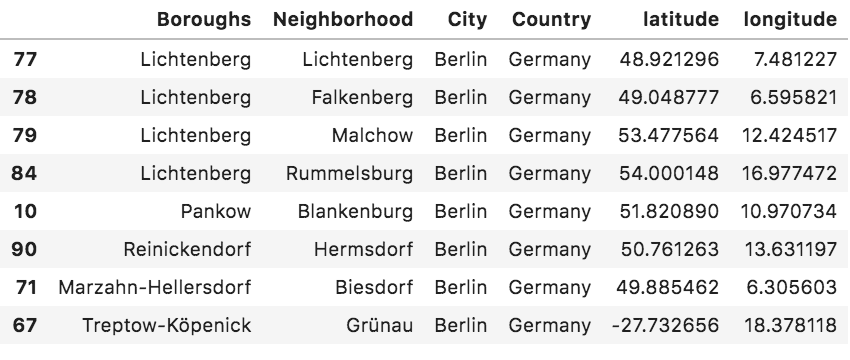 Boroughs Neighborhood City Country latitude longitude
77 Lichtenberg Lichtenberg Berlin Germany 48.921296 7.481227
78 Lichtenberg Falkenberg Berlin Germany 49.048777 6.595821
79 Lichtenberg Malchow Berlin Germany 53.477564 12.424517
84 Lichtenberg Rummelsburg Berlin Germany 54.000148 16.977472
10 Pankow Blankenburg Berlin Germany 51.820890 10.970734
90 Reinickendorf Hermsdorf Berlin Germany 50.761263 13.631197
71 Marzahn-Hellersdorf Biesdorf Berlin Germany 49.885462 6.305603
67 Treptow-Köpenick Grünau Berlin Germany -27.732656 18.378118